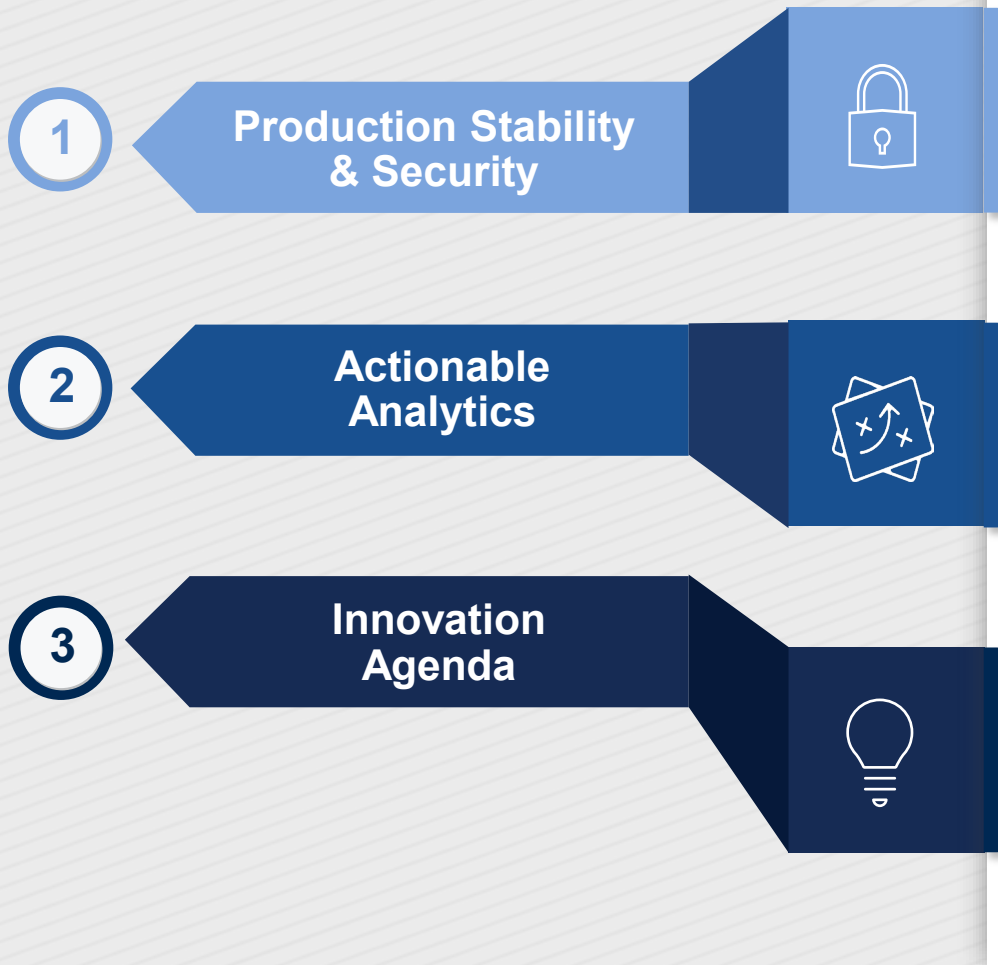 1
Production Stability
& Security
2
Actionable
Analytics
3
Innovation
Agenda